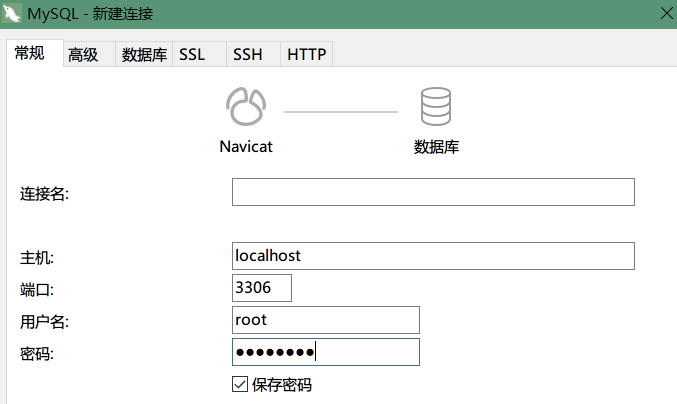 MySQL - 新建连接
常规 高级 数据库 SSL SSH HTTP
Navicat 数据库
连接名:
主机: localhost
端口: 3306
用户名: root
密码: ●●●●●●●●
保存密码